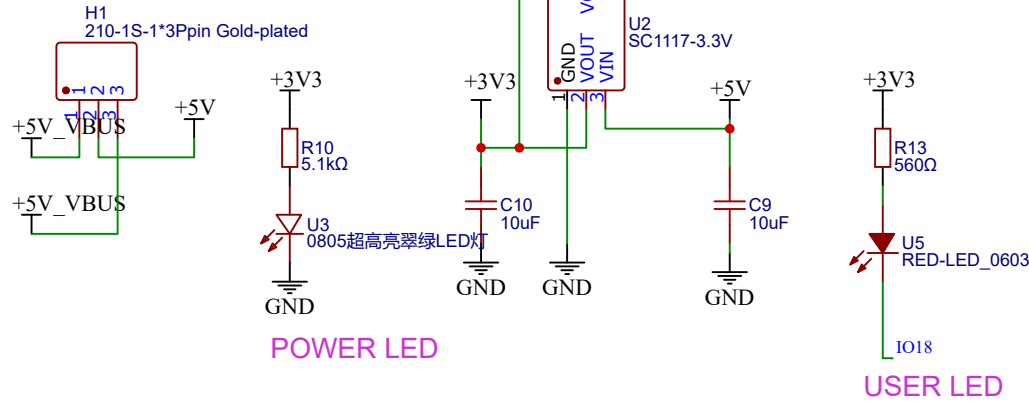 H1
210-1S-1*3Ppin Gold-plated
1 2 3
1 2 3
+5V_VBUS
+5V
+5V_VBUS
+3V3
R10
5.1kΩ
U3
0805超高亮翠绿LED灯
GND
POWER LED
U2
SC1117-3.3V
GND
VOUT
VIN
1 2 3
+3V3
+5V
C10
10uF
C9
10uF
GND
GND
GND
+3V3
R13
560Ω
U5
RED-LED_0603
IO18
USER LED